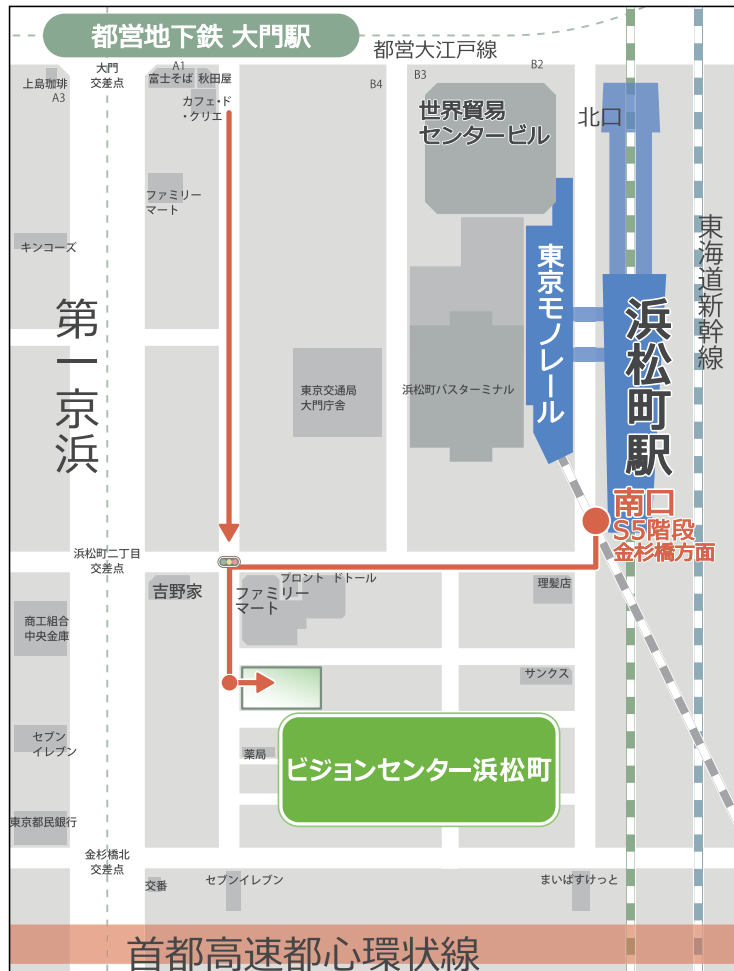 都営地下鉄 大門駅
都営大江戸線
大門
交差点
A1
上島珈琲
A3
富士そば 秋田屋
カフェ・ド
・クリエ
B4
B3
B2
世界貿易
センタービル
北口
ファミリー
マート
キンコーズ
東海道新幹線
東京モノレール
浜松町駅
第一京浜
東京交通局
大門庁舎
浜松町バスターミナル
南口
S5階段
金杉橋方面
浜松町二丁目
交差点
吉野家
ファミリー
マート
プロント ドトール
理髪店
商工組合
中央金庫
サンクス
セブン
イレブン
薬局
ビジョンセンター浜松町
東京都民銀行
金杉橋北
交差点
交番
セブンイレブン
まいばすけっと
首都高速都心環状線